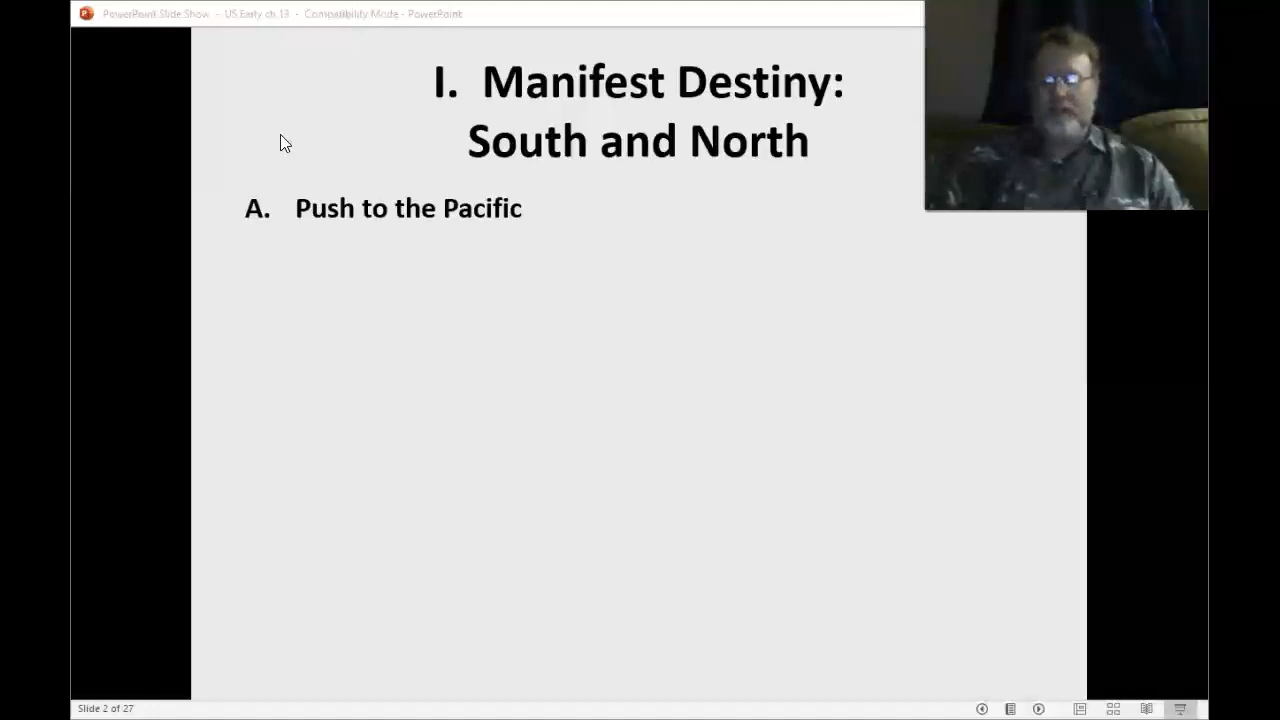 PowerPoint Slide Show - US Early ch 13 - Compatibility Mode - PowerPoint
I. Manifest Destiny:
South and North
A. Push to the Pacific
Slide 2 of 27